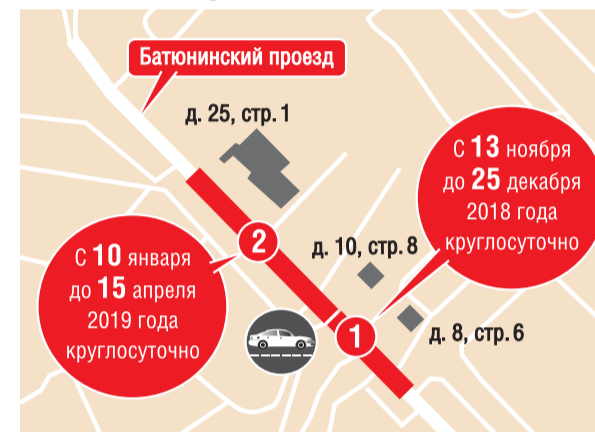 Батюнинский проезд
д. 25, стр. 1
С 13 ноября
до 25 декабря
2018 года
круглосуточно
2
д. 10, стр. 8
С 10 января
до 15 апреля
2019 года
круглосуточно
1
д. 8, стр. 6